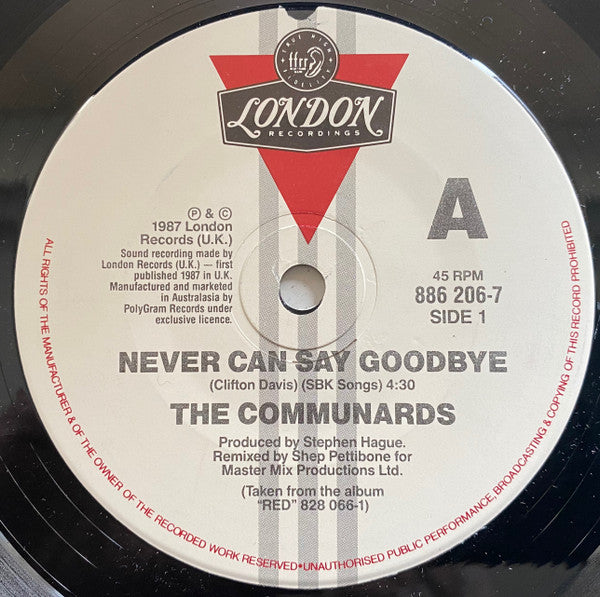 TRUE HIGH
ffrr
FIDELITY
LONDON
RECORDINGS
A
℗ & ©
1987 London
Records (U.K.)
Sound recording made by
London Records (U.K.) — first
published 1987 in U.K.
Manufactured and marketed
in Australasia by
PolyGram Records under
exclusive licence.
45 RPM
886 206-7
SIDE 1
NEVER CAN SAY GOODBYE
(Clifton Davis) (SBK Songs) 4:30
THE COMMUNARDS
Produced by Stephen Hague.
Remixed by Shep Pettibone for
Master Mix Productions Ltd.
(Taken from the album
"RED" 828 066-1)
ALL RIGHTS OF THE MANUFACTURER & OF THE OWNER OF THE RECORDED WORK RESERVED•UNAUTHORISED PUBLIC PERFORMANCE, BROADCASTING & COPYING OF THIS RECORD PROHIBITED